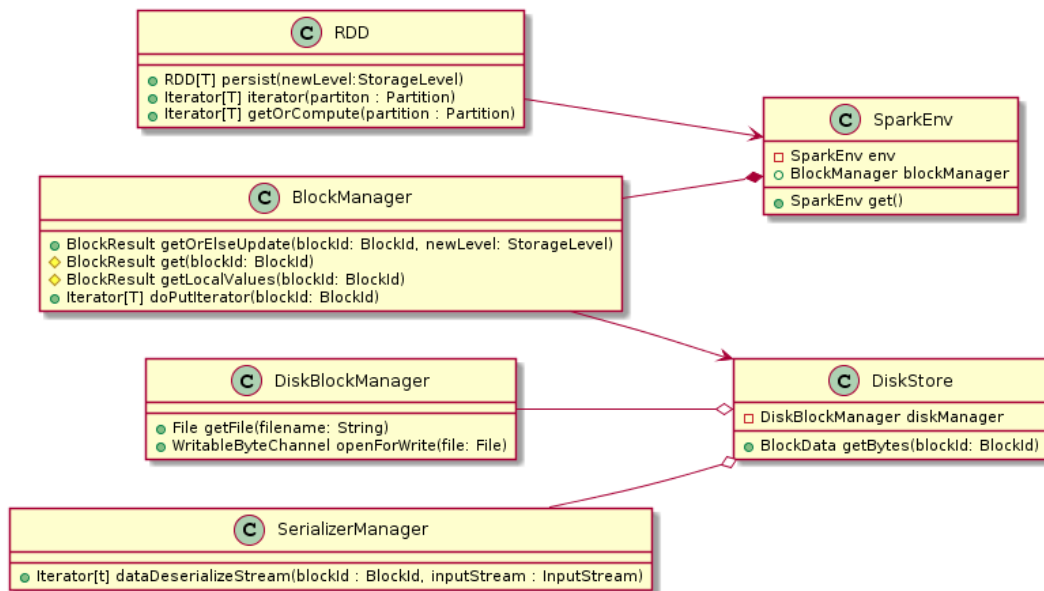 C RDD
RDD[T] persist(newLevel:StorageLevel)
Iterator[T] iterator(partiton : Partition)
Iterator[T] getOrCompute(partition : Partition)
C SparkEnv
SparkEnv env
BlockManager blockManager
SparkEnv get()
C BlockManager
BlockResult getOrElseUpdate(blockId: BlockId, newLevel: StorageLevel)
BlockResult get(blockId: BlockId)
BlockResult getLocalValues(blockId: BlockId)
Iterator[T] doPutIterator(blockId: BlockId)
C DiskBlockManager
File getFile(filename: String)
WritableByteChannel openForWrite(file: File)
C DiskStore
DiskBlockManager diskManager
BlockData getBytes(blockId: BlockId)
C SerializerManager
Iterator[t] dataDeserializeStream(blockId : BlockId, inputStream : InputStream)